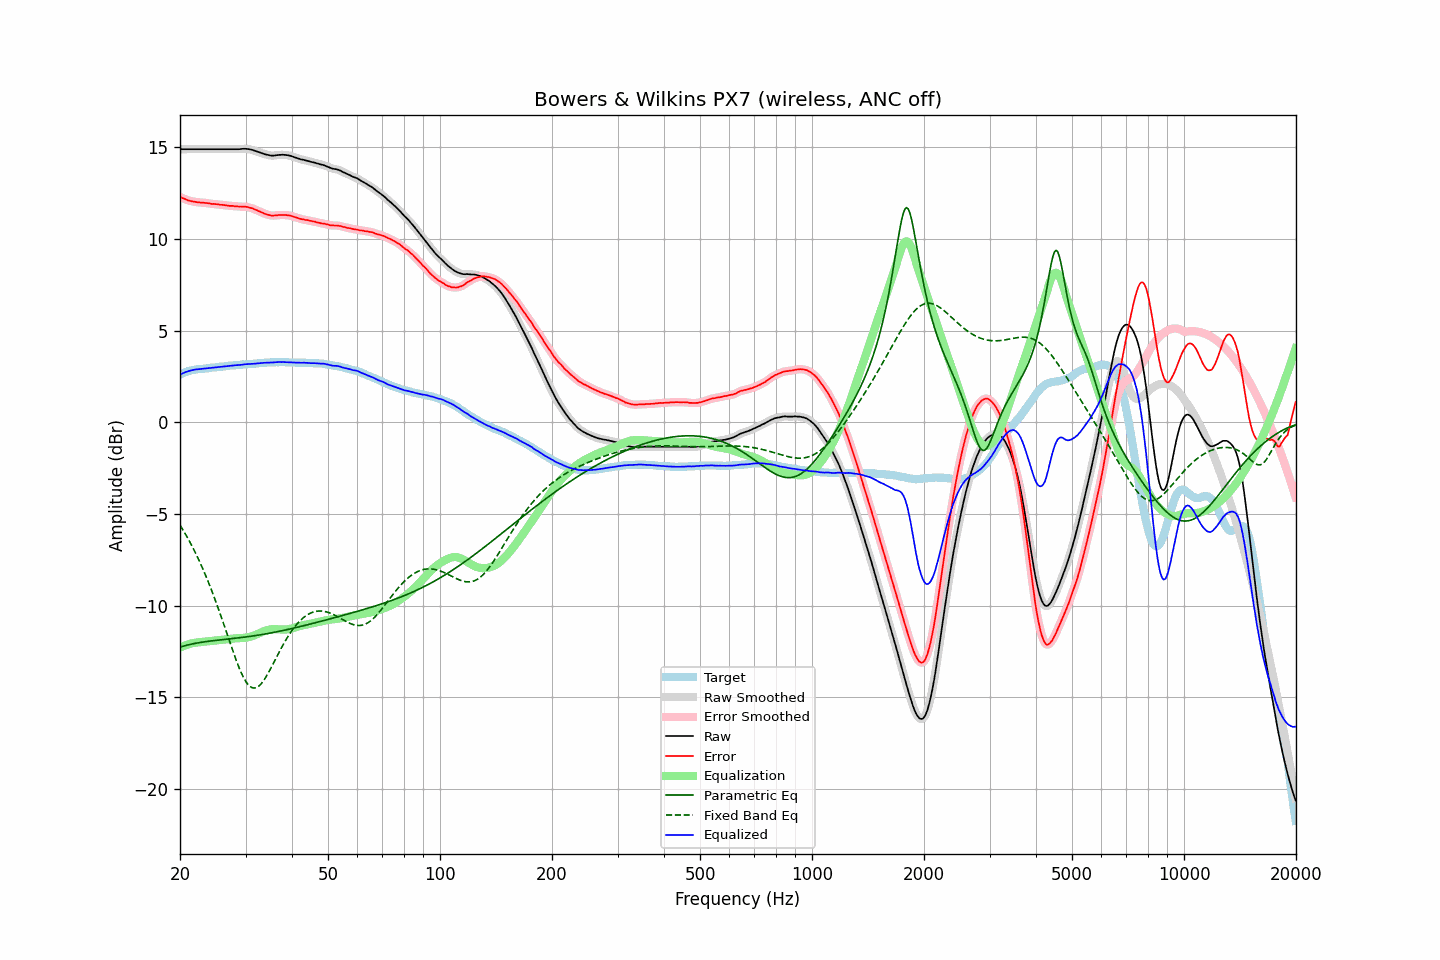 Bowers & Wilkins PX7 (wireless, ANC off)
Amplitude (dBr)
15
10
5
0
−5
−10
−15
−20
Target
Raw Smoothed
Error Smoothed
Raw
Error
Equalization
Parametric Eq
Fixed Band Eq
Equalized
20
50
100
200
500
1000
2000
5000
10000
20000
Frequency (Hz)